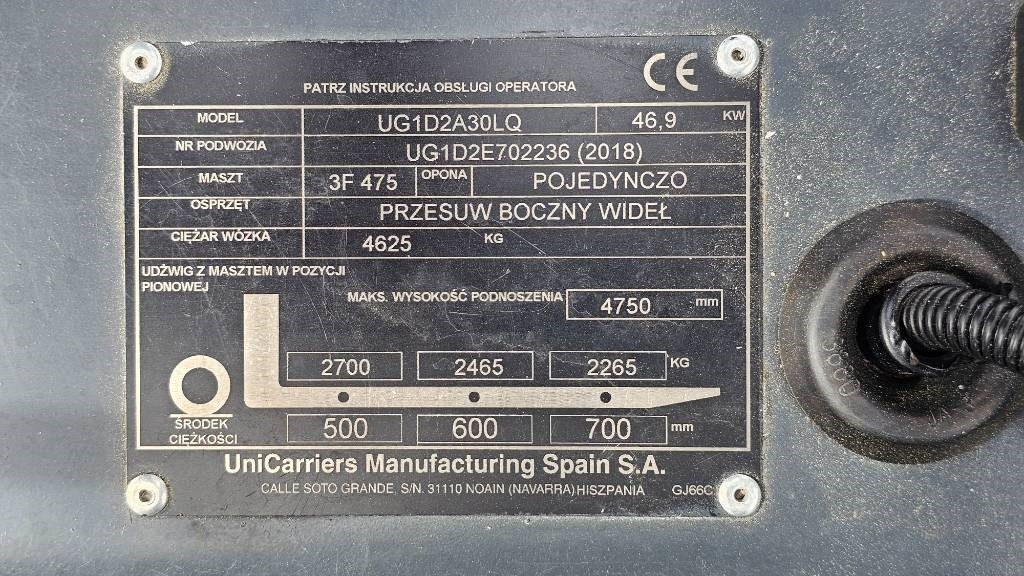 PATRZ INSTRUKCJA OBSŁUGI OPERATORA CE
MODEL UG1D2A30LQ 46,9 KW
NR PODWOZIA UG1D2E702236 (2018)
MASZT 3F 475 OPONA POJEDYNCZO
OSPRZĘT PRZESUW BOCZNY WIDEŁ
CIĘŻAR WÓZKA 4625 KG
UDŹWIG Z MASZTEM W POZYCJI
PIONOWEJ
MAKS. WYSOKOŚĆ PODNOSZENIA 4750 mm
2700 2465 2265 KG
ŚRODEK
CIĘŻKOŚCI
500 600 700 mm
UniCarriers Manufacturing Spain S.A.
CALLE SOTO GRANDE, S/N. 31110 NOAIN (NAVARRA) HISZPANIA GJ66C